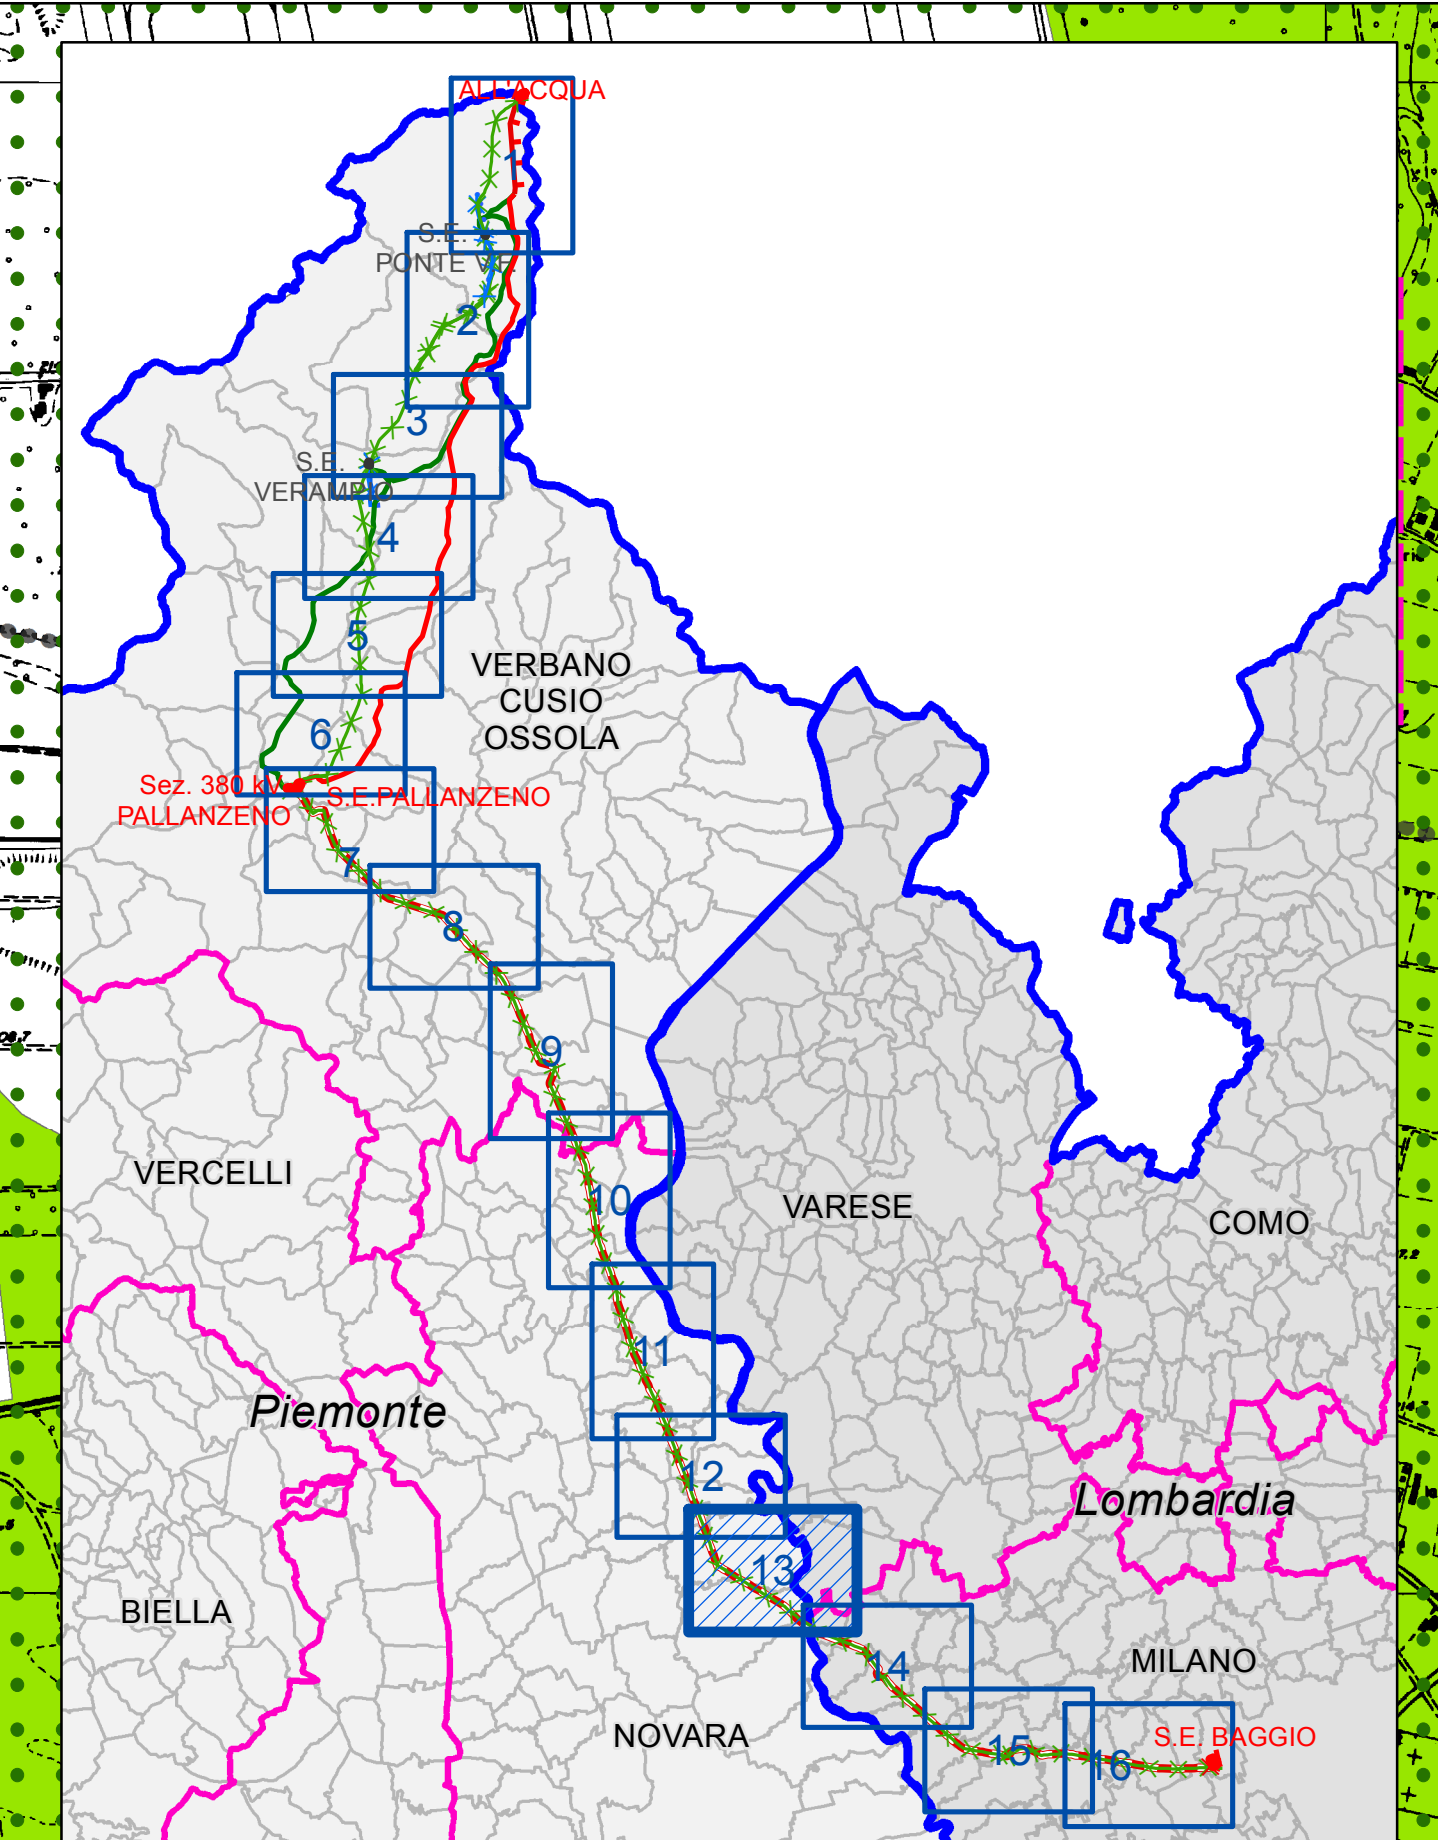 ALL'ACQUA
1
S.E.
PONTE V.F.
2
3
S.E.
VERAMPIO
4
5
VERBANO
CUSIO
OSSOLA
6
Sez. 380 kV
PALLANZENO
S.E.PALLANZENO
7
8
9
VERCELLI
10
VARESE
COMO
11
Piemonte
12
Lombardia
13
BIELLA
14
MILANO
NOVARA
15
S.E. BAGGIO
16